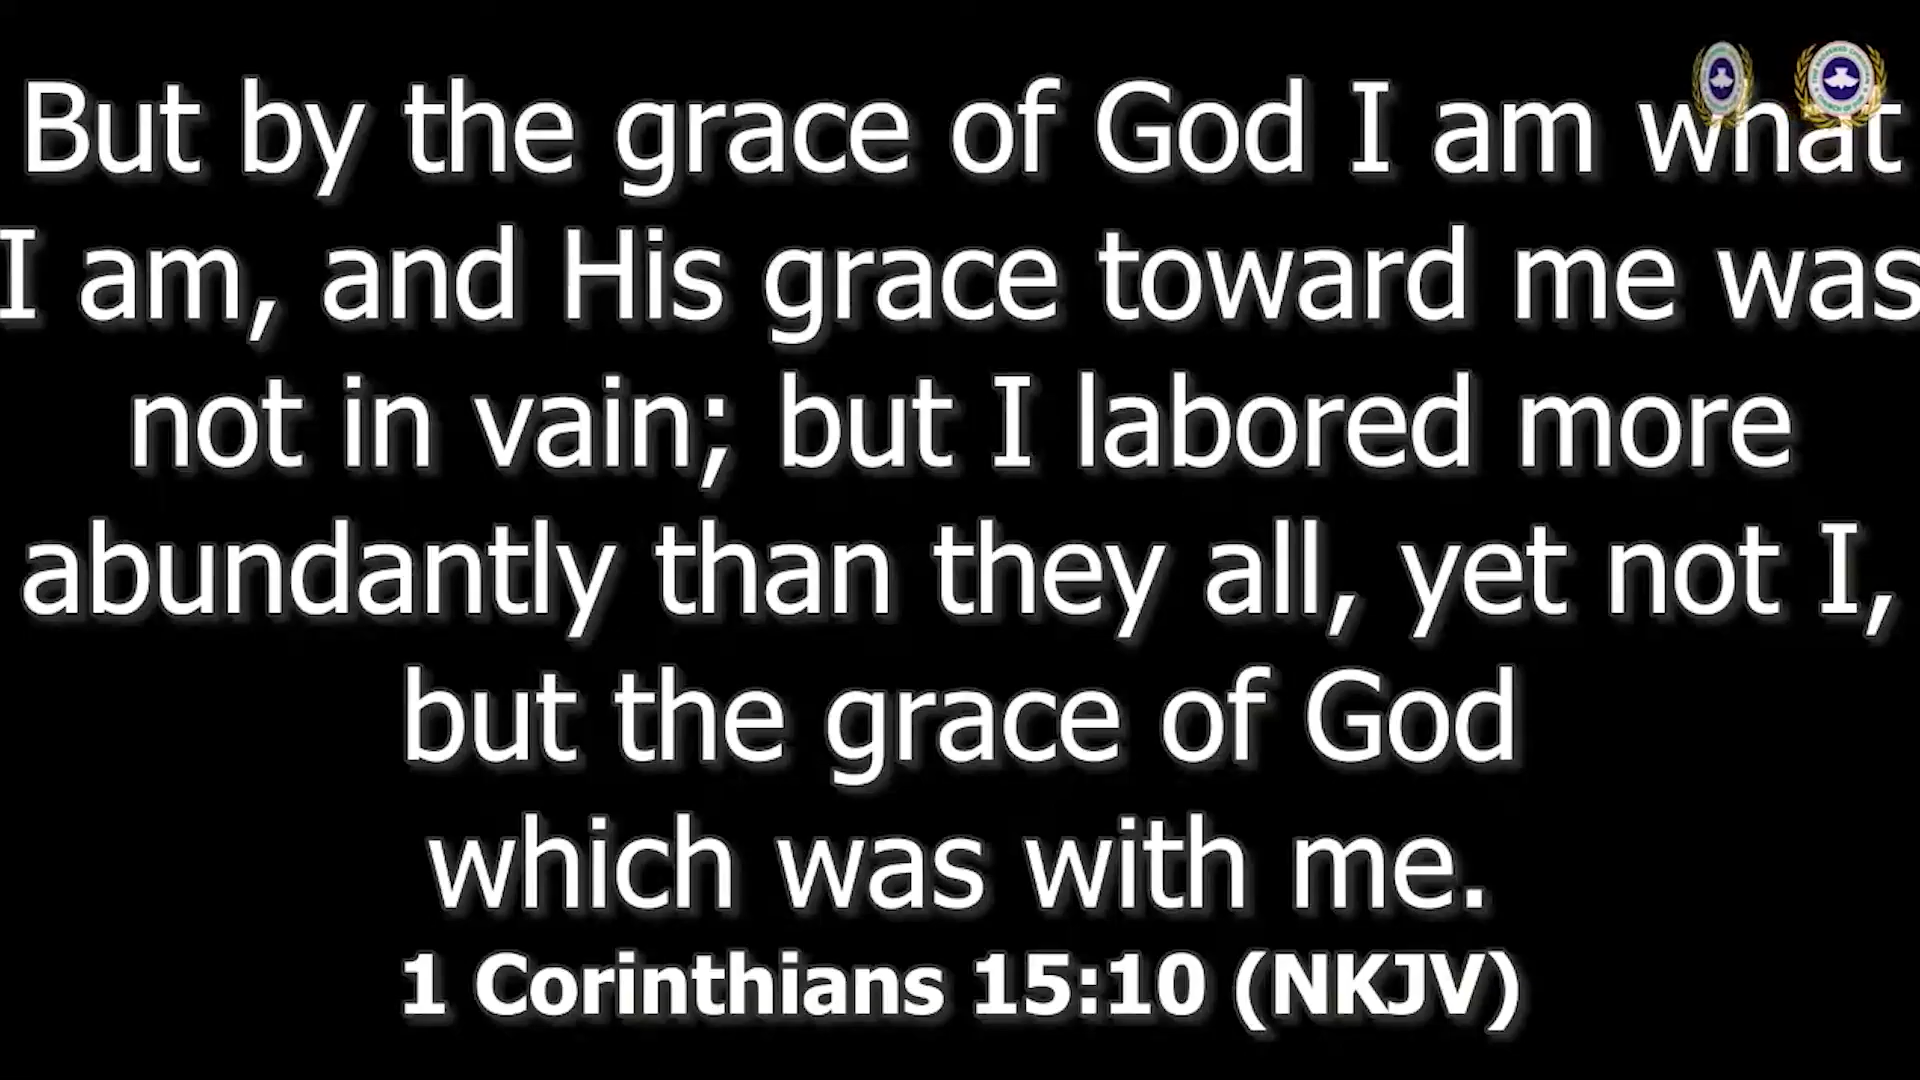 But by the grace of God I am what
I am, and His grace toward me was
not in vain; but I labored more
abundantly than they all, yet not I,
but the grace of God
which was with me.
1 Corinthians 15:10 (NKJV)